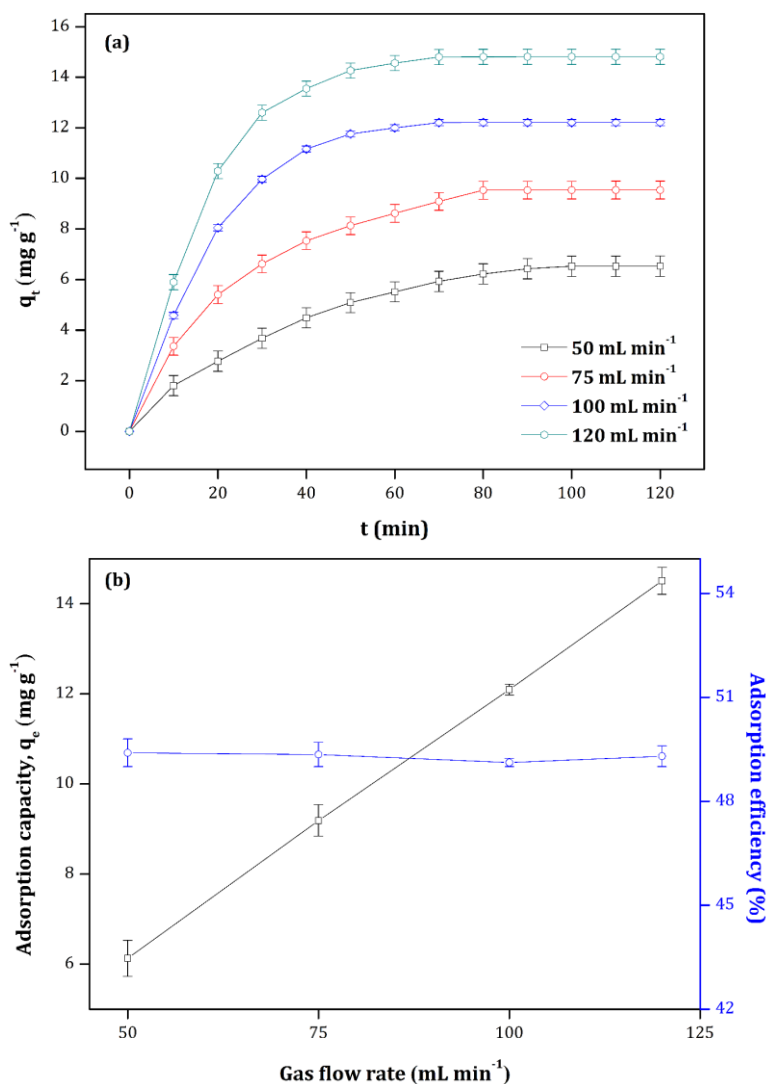 (a)
16
14
12
10
8
6
4
2
0
qt (mg g-1)
50 mL min-1
75 mL min-1
100 mL min-1
120 mL min-1
0 20 40 60 80 100 120
t (min)
(b)
14
12
10
8
6
Adsorption capacity, qe (mg g-1)
54
51
48
45
42
Adsorption efficiency (%)
50 75 100 125
Gas flow rate (mL min-1)